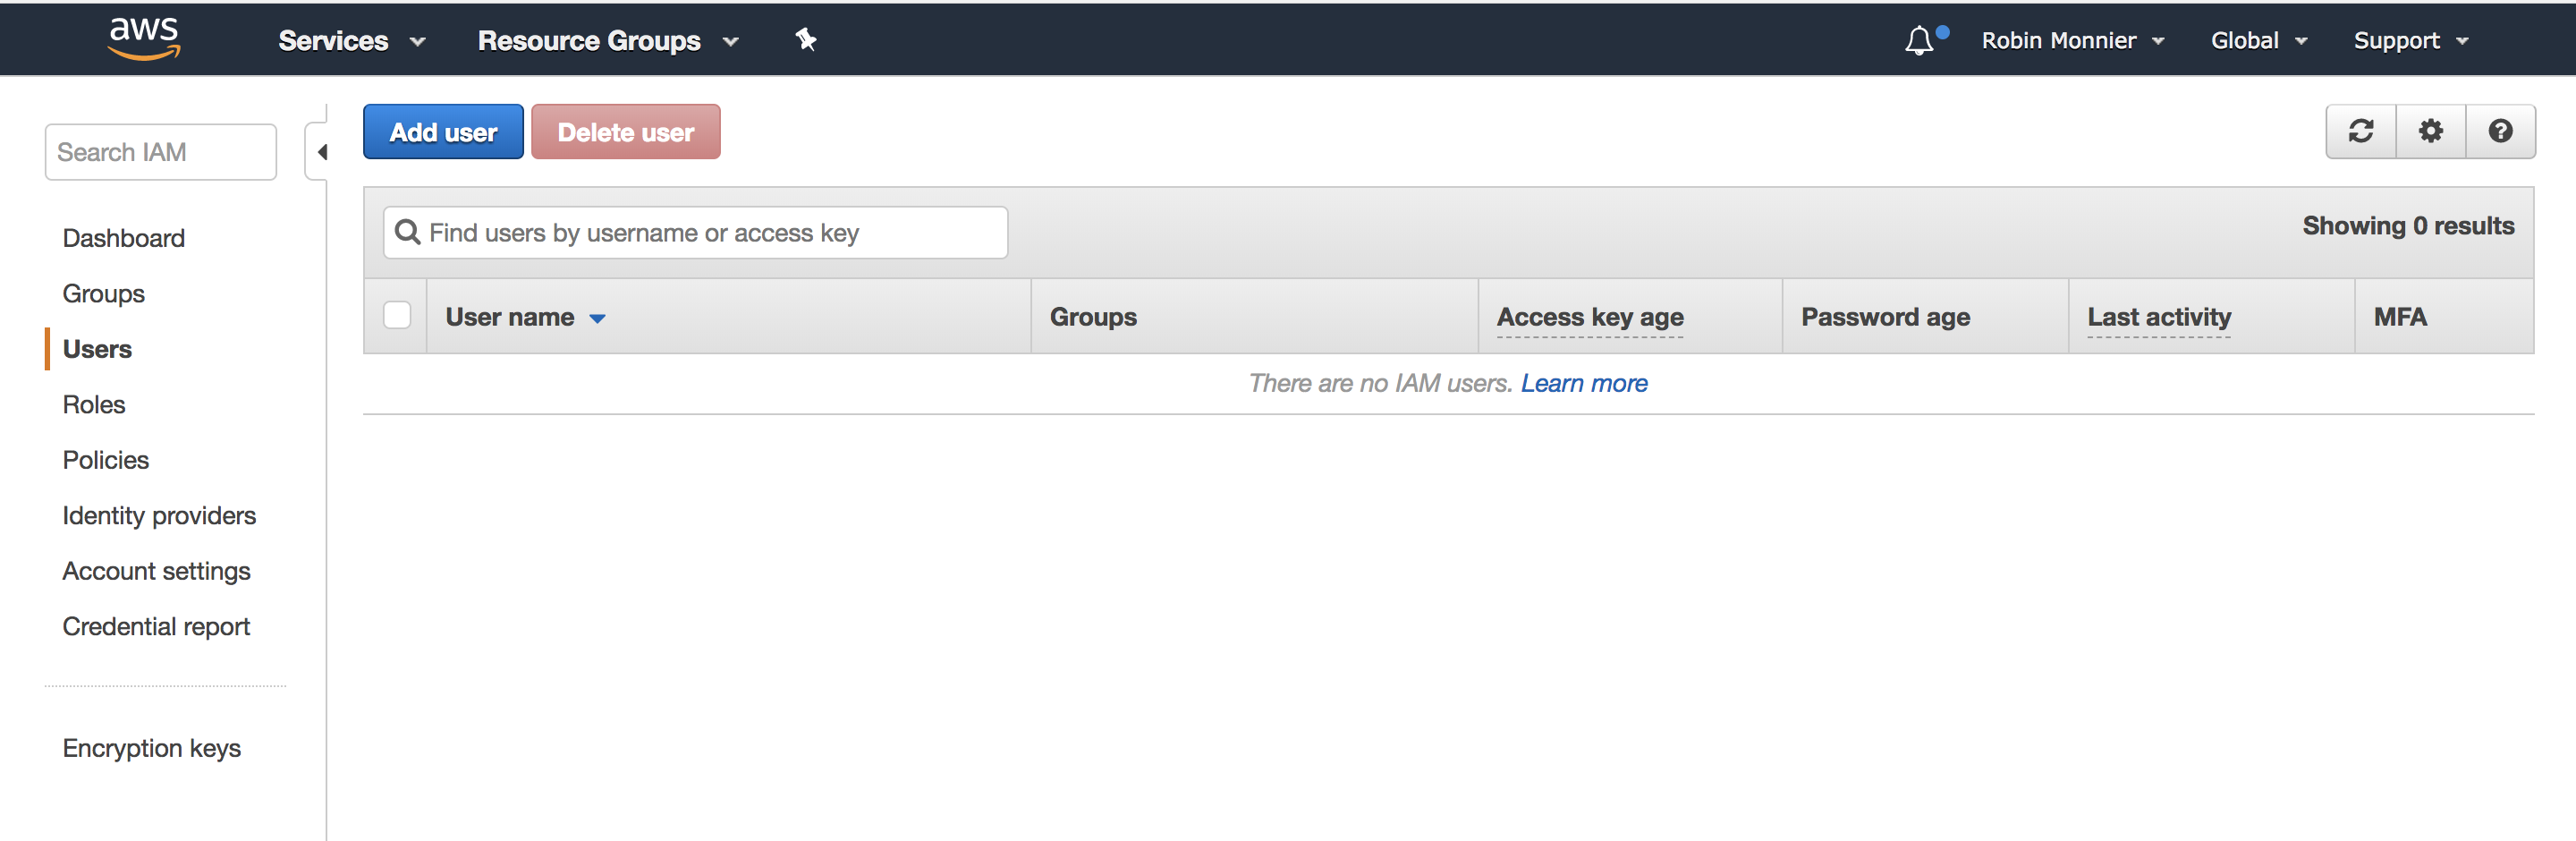 aws Services Resource Groups Robin Monnier Global Support
Search IAM
Dashboard
Groups
Users
Roles
Policies
Identity providers
Account settings
Credential report
Encryption keys
Add user Delete user
Find users by username or access key Showing 0 results
User name Groups Access key age Password age Last activity MFA
There are no IAM users. Learn more